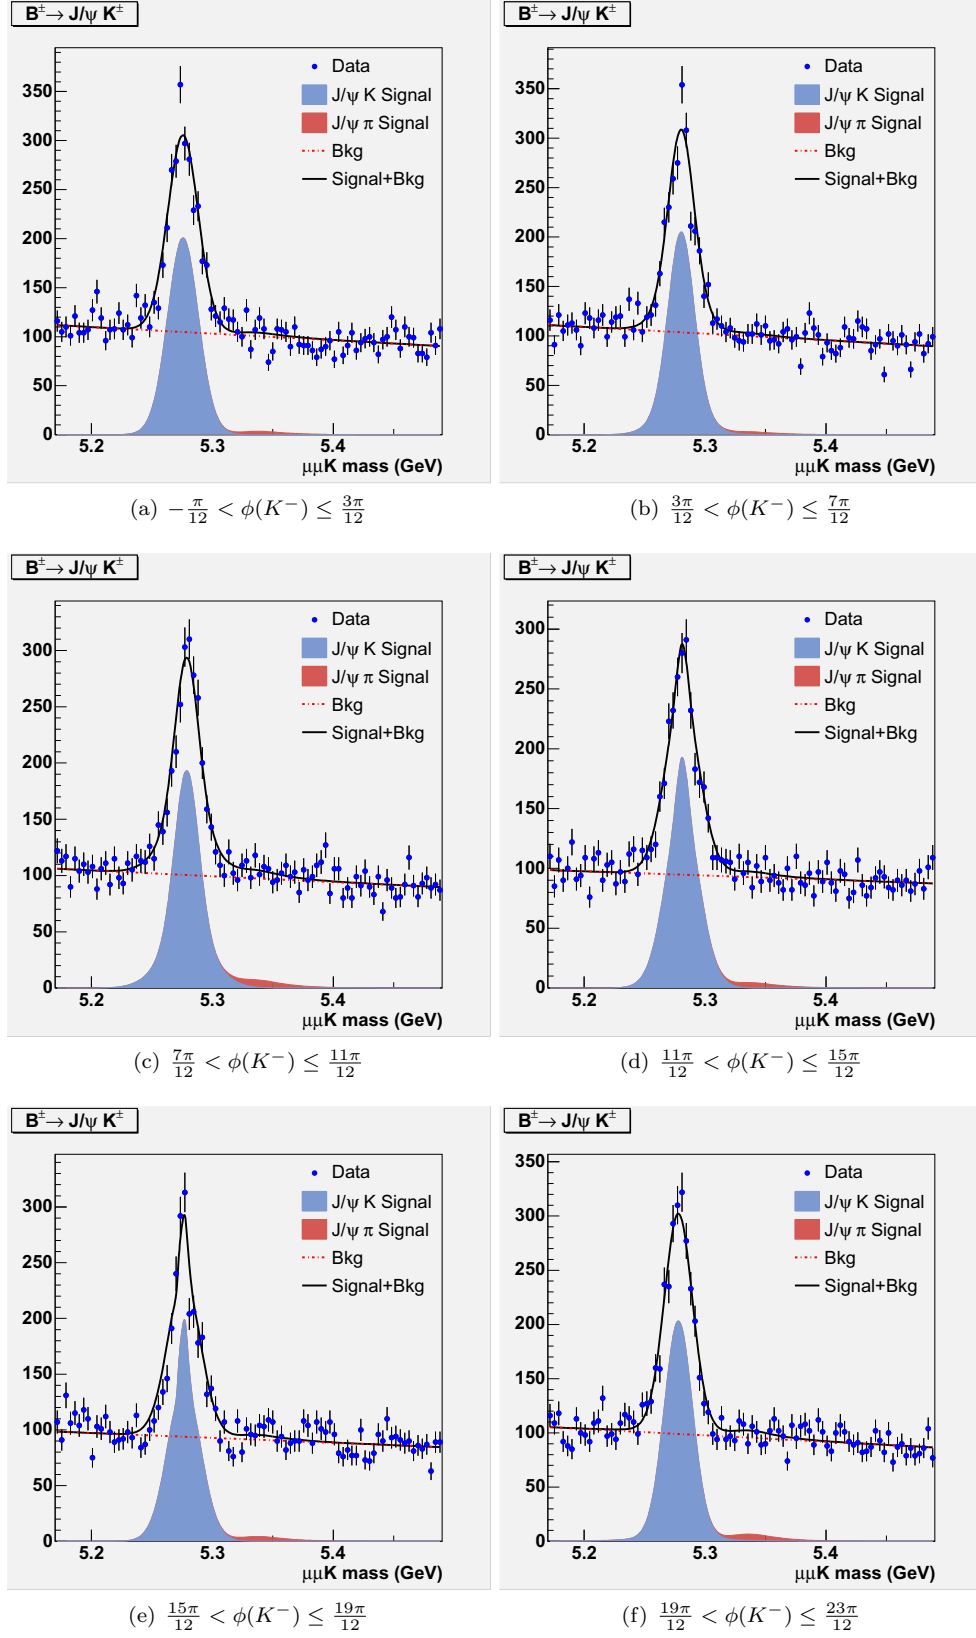 B± → J/ψ K±
Data
J/ψ K Signal
J/ψ π Signal
Bkg
Signal+Bkg
350
300
250
200
150
100
50
0
5.2 5.3 5.4
μμK mass (GeV)
(a) −π/12 < φ(K−) ≤ 3π/12
B± → J/ψ K±
Data
J/ψ K Signal
J/ψ π Signal
Bkg
Signal+Bkg
350
300
250
200
150
100
50
0
5.2 5.3 5.4
μμK mass (GeV)
(b) 3π/12 < φ(K−) ≤ 7π/12
B± → J/ψ K±
Data
J/ψ K Signal
J/ψ π Signal
Bkg
Signal+Bkg
300
250
200
150
100
50
0
5.2 5.3 5.4
μμK mass (GeV)
(c) 7π/12 < φ(K−) ≤ 11π/12
B± → J/ψ K±
Data
J/ψ K Signal
J/ψ π Signal
Bkg
Signal+Bkg
300
250
200
150
100
50
0
5.2 5.3 5.4
μμK mass (GeV)
(d) 11π/12 < φ(K−) ≤ 15π/12
B± → J/ψ K±
Data
J/ψ K Signal
J/ψ π Signal
Bkg
Signal+Bkg
300
250
200
150
100
50
0
5.2 5.3 5.4
μμK mass (GeV)
(e) 15π/12 < φ(K−) ≤ 19π/12
B± → J/ψ K±
Data
J/ψ K Signal
J/ψ π Signal
Bkg
Signal+Bkg
350
300
250
200
150
100
50
0
5.2 5.3 5.4
μμK mass (GeV)
(f) 19π/12 < φ(K−) ≤ 23π/12